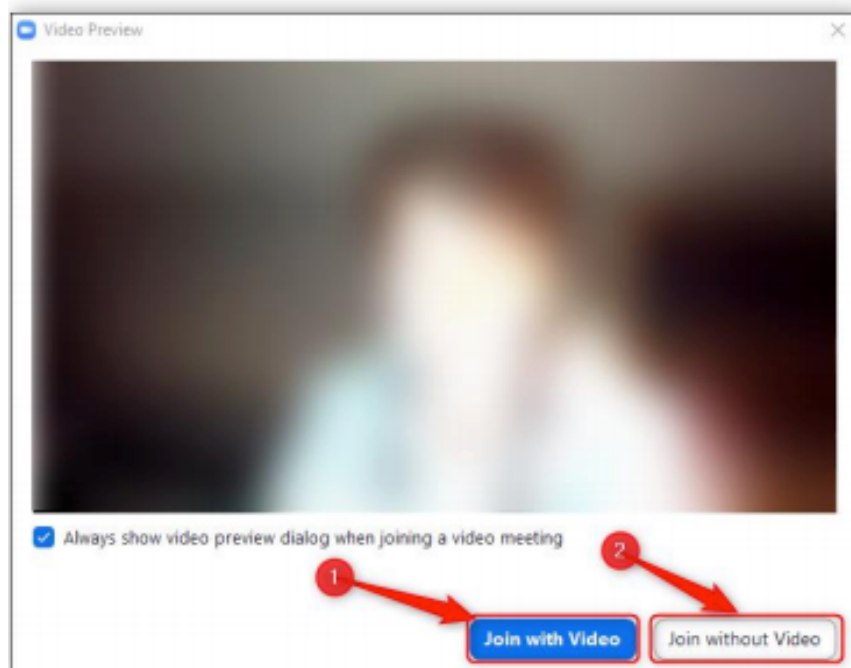 Video Preview
Always show video preview dialog when joining a video meeting
1
2
Join with Video
Join without Video